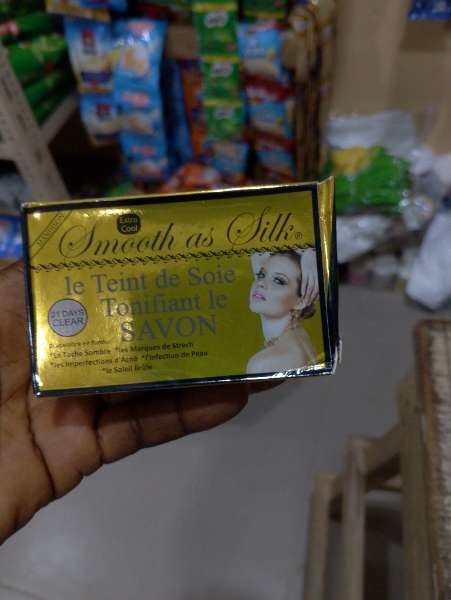 Extra
Cool
Smooth as Silk®
le Teint de Soie
Tonifiant le
SAVON
21 DAYS
CLEAR
*la Tache Sombre *les Marques de Strech
*les Imperfections d'Acné *l'Infection de Peau
*le Soleil Brûle